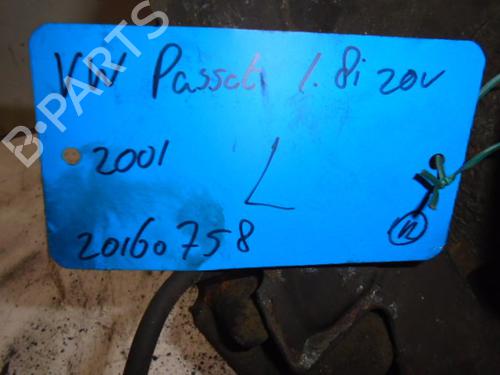 B-PARTS
VW Passat 1.8i 20V
2001
L
20160758